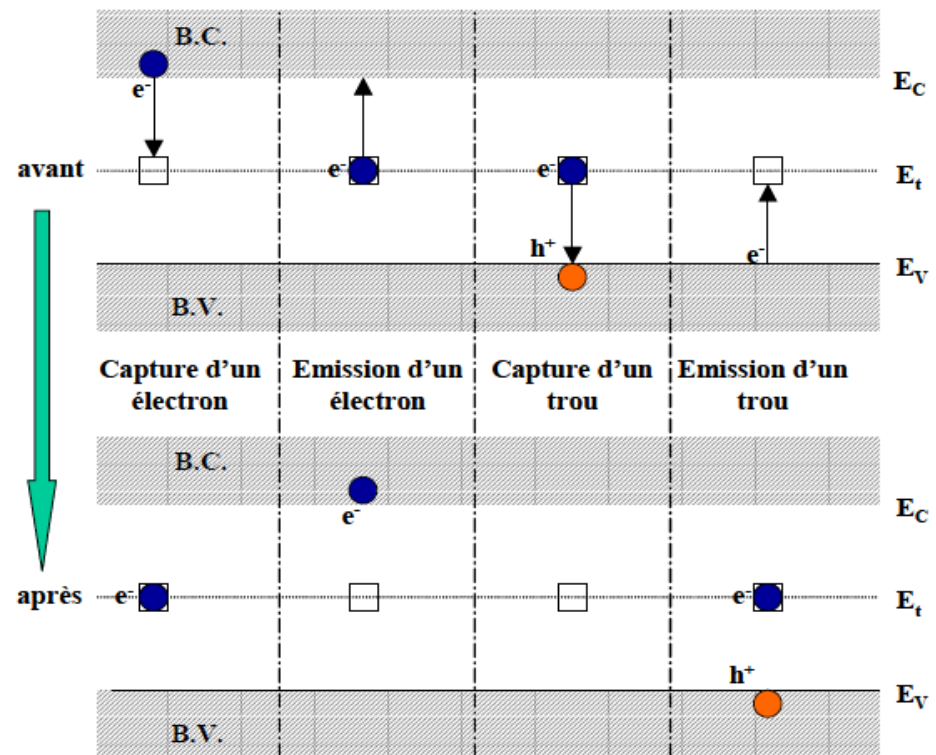 B.C.
e⁻
E_C
avant
e⁻
e⁻
E_t
h⁺
e⁻
E_V
B.V.
Capture d’un électron
Emission d’un électron
Capture d’un trou
Emission d’un trou
B.C.
e⁻
E_C
après
e⁻
e⁻
E_t
h⁺
E_V
B.V.